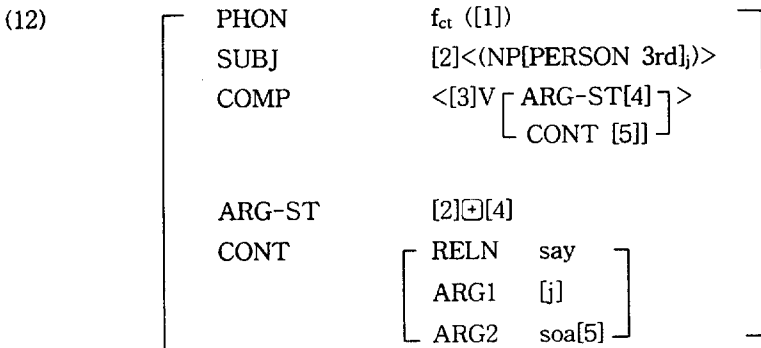 (12) PHON f_ct ([1])
SUBJ [2]<(NP[PERSON 3rd]j)>
COMP <[3]V ARG-ST[4] >
CONT [5]]
ARG-ST [2]⊞[4]
CONT RELN say
ARG1 [j]
ARG2 soa[5]